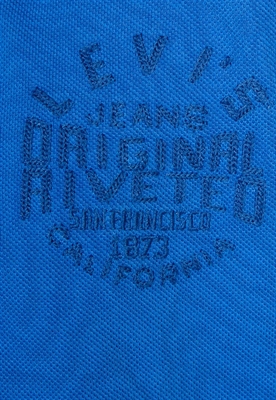 LEVI'S
JEANS
ORIGINAL
RIVETED
SAN FRANCISCO
1873
CALIFORNIA